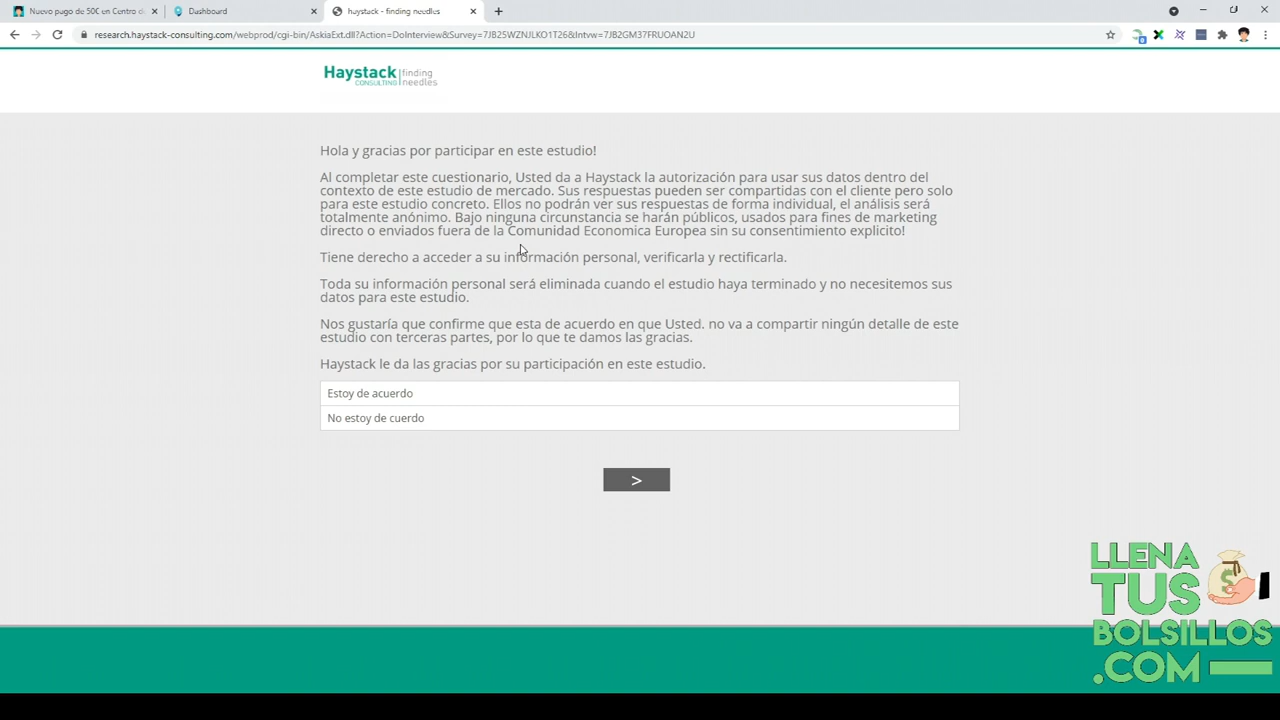 Nuevo pago de 50€ en Centro d
Dashboard
haystack - finding needles
research.haystack-consulting.com/webprod/cgi-bin/AskiaExt.dll?Action=DoInterview&Survey=7JB25WZNJLKO1T26&Intvw=7JB2GM37FRUOAN2U
Haystack
CONSULTING
finding
needles
Hola y gracias por participar en este estudio!
Al completar este cuestionario, Usted da a Haystack la autorización para usar sus datos dentro del
contexto de este estudio de mercado. Sus respuestas pueden ser compartidas con el cliente pero solo
para este estudio concreto. Ellos no podrán ver sus respuestas de forma individual, el análisis será
totalmente anónimo. Bajo ninguna circunstancia se harán públicos, usados para fines de marketing
directo o enviados fuera de la Comunidad Economica Europea sin su consentimiento explicito!
Tiene derecho a acceder a su información personal, verificarla y rectificarla.
Toda su información personal será eliminada cuando el estudio haya terminado y no necesitemos sus
datos para este estudio.
Nos gustaría que confirme que esta de acuerdo en que Usted. no va a compartir ningún detalle de este
estudio con terceras partes, por lo que te damos las gracias.
Haystack le da las gracias por su participación en este estudio.
Estoy de acuerdo
No estoy de cuerdo
>
LLENA
TUS
BOLSILLOS
.COM